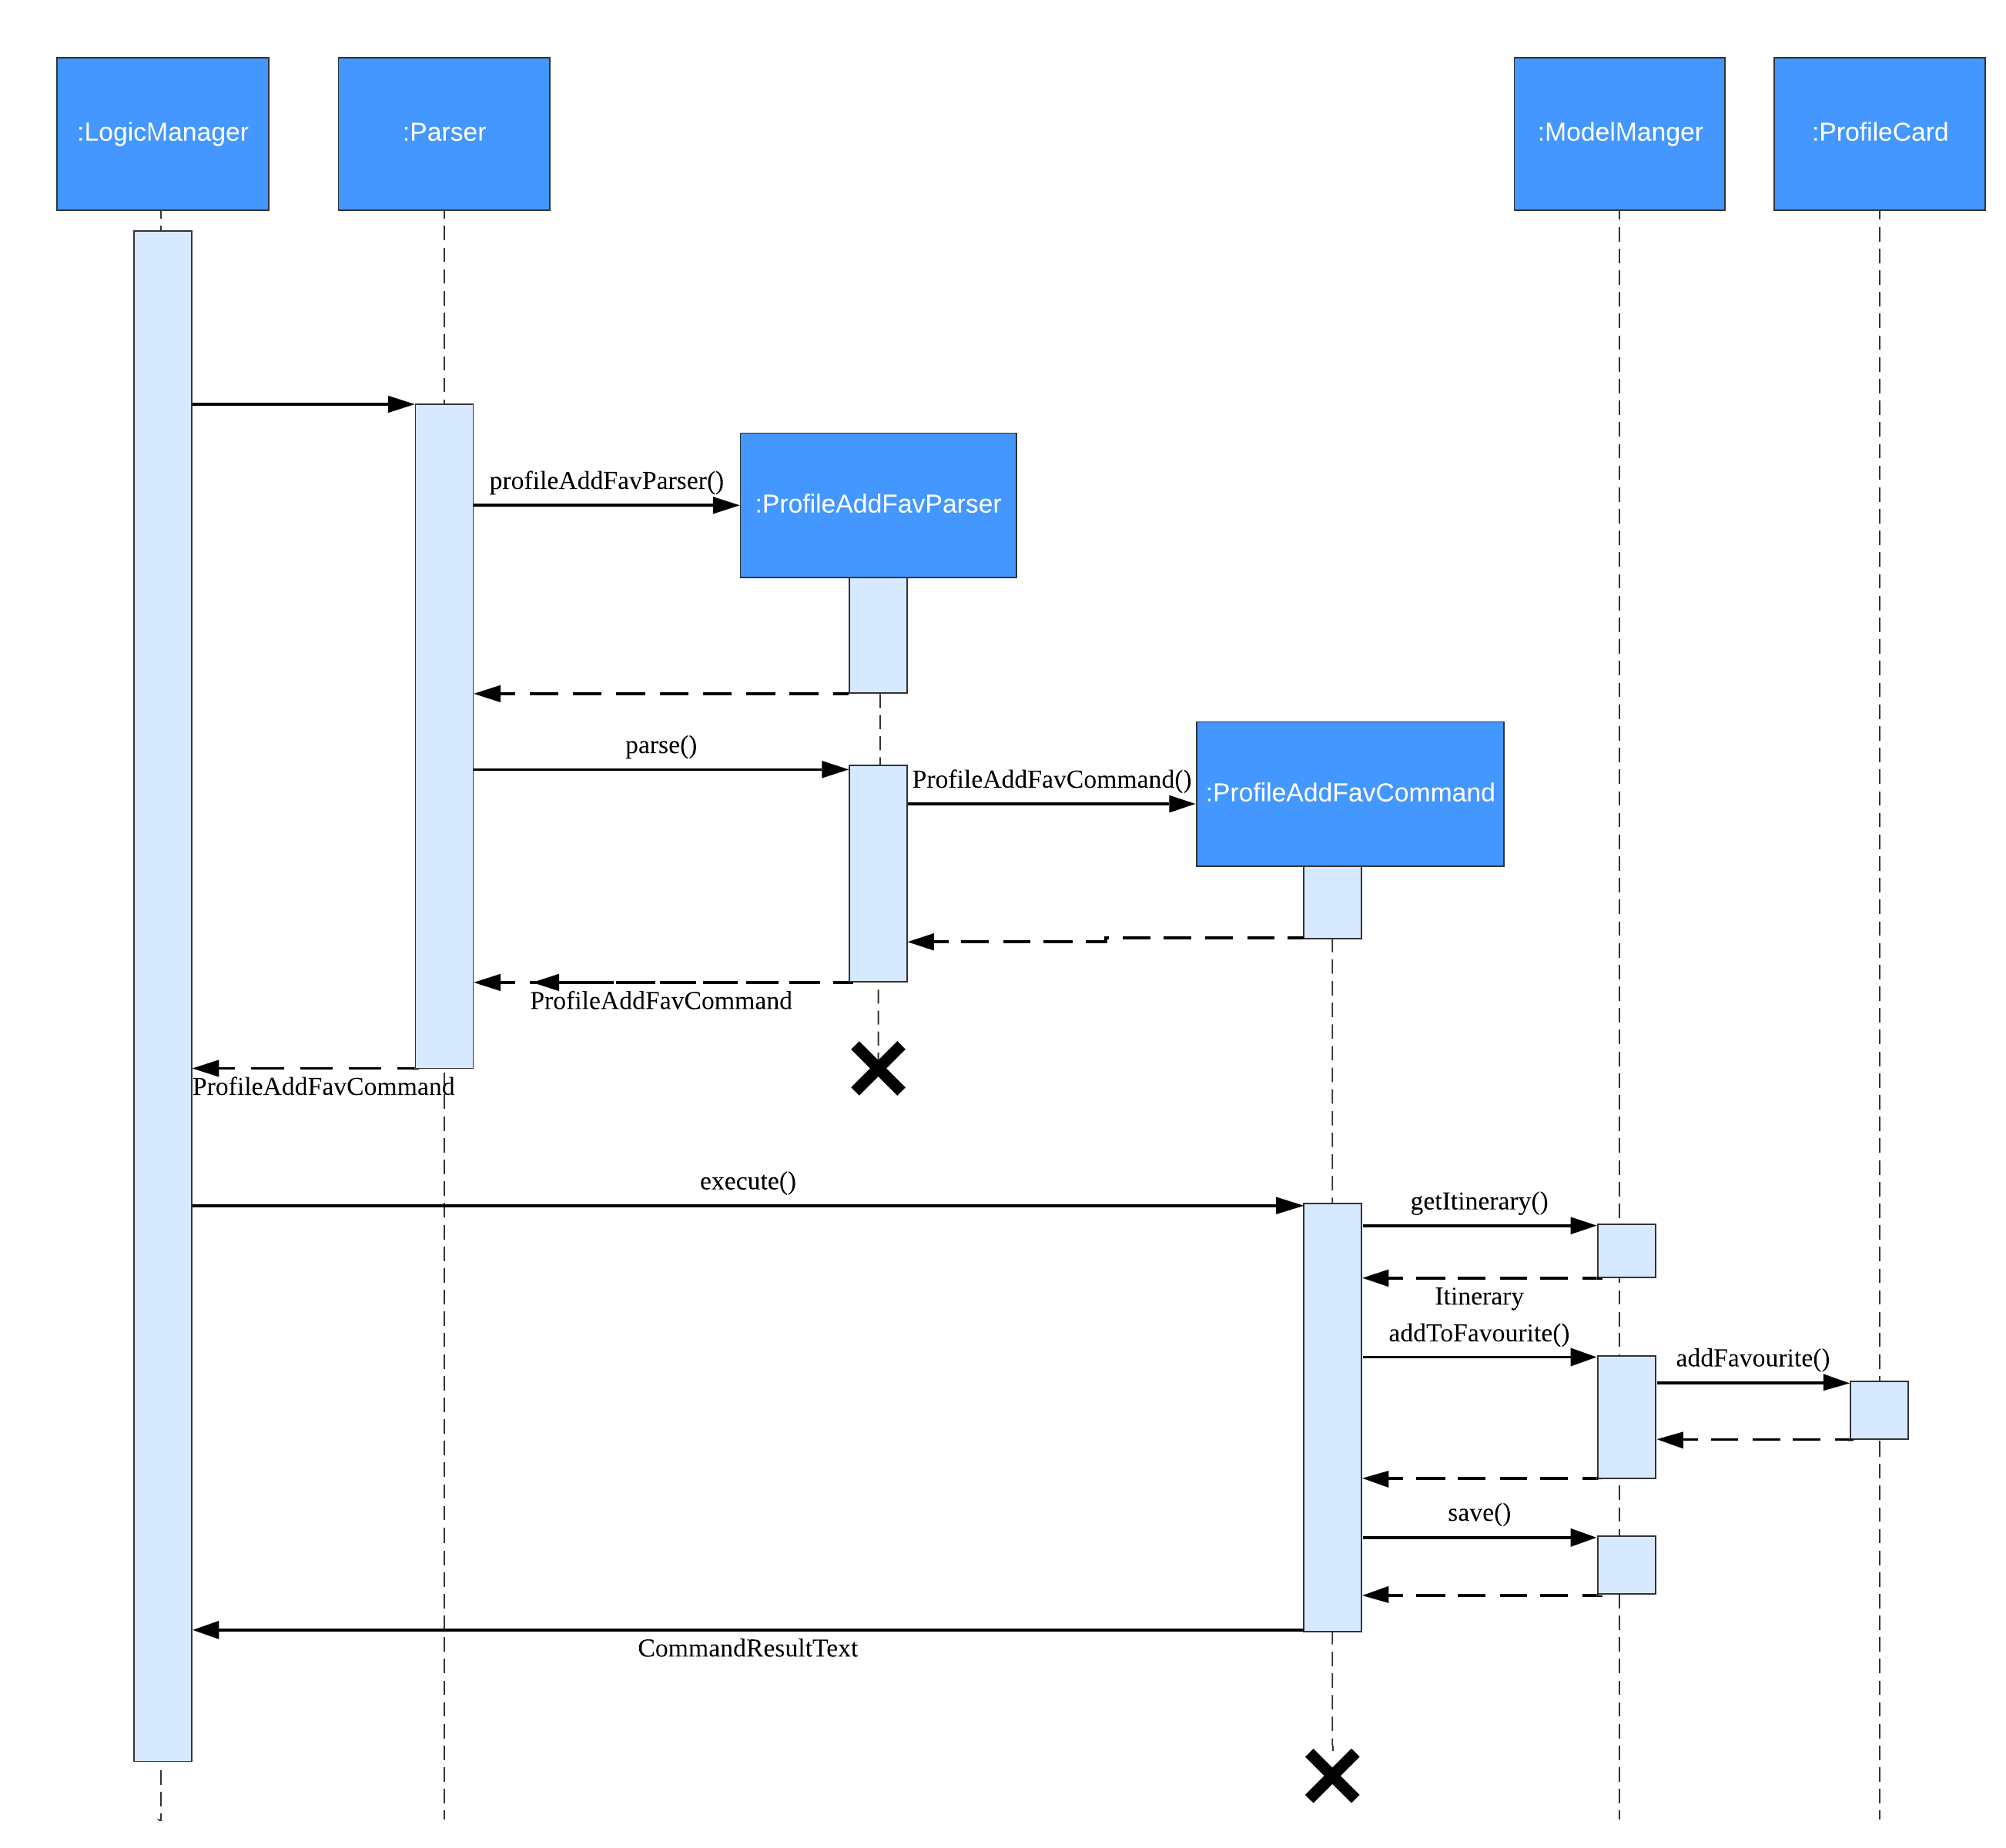 :LogicManager
:Parser
:ModelManger
:ProfileCard
profileAddFavParser()
:ProfileAddFavParser
parse()
ProfileAddFavCommand()
:ProfileAddFavCommand
ProfileAddFavCommand
ProfileAddFavCommand
execute()
getItinerary()
Itinerary
addToFavourite()
addFavourite()
save()
CommandResultText